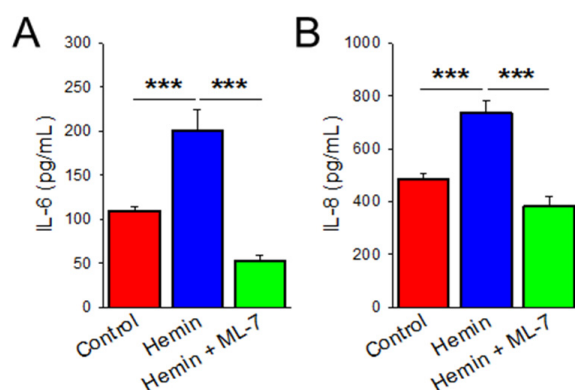 A
IL-6 (pg/mL)
300
250
200
150
100
50
0
*** ***
Control
Hemin
Hemin + ML-7
B
IL-8 (pg/mL)
1000
800
600
400
200
0
*** ***
Control
Hemin
Hemin + ML-7